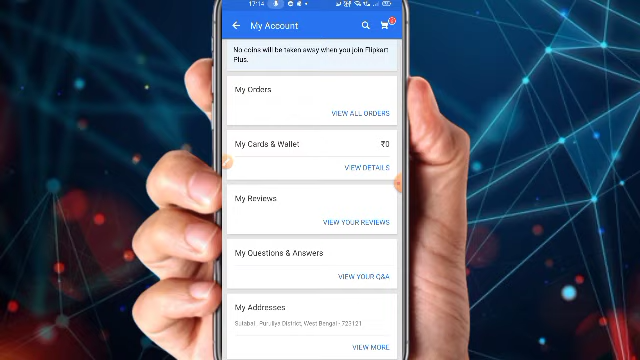 17:14
My Account
No coins will be taken away when you join Flipkart
Plus.
My Orders
VIEW ALL ORDERS
My Cards & Wallet ₹0
VIEW DETAILS
My Reviews
VIEW YOUR REVIEWS
My Questions & Answers
VIEW YOUR Q&A
My Addresses
Sutabai, Puruliya District, West Bengal - 723121
VIEW MORE